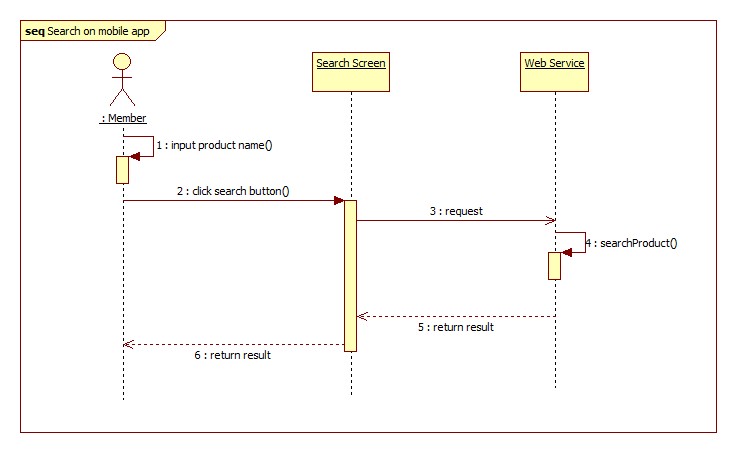 seq Search on mobile app
Search Screen
Web Service
: Member
1 : input product name()
2 : click search button()
3 : request
4 : searchProduct()
5 : return result
6 : return result